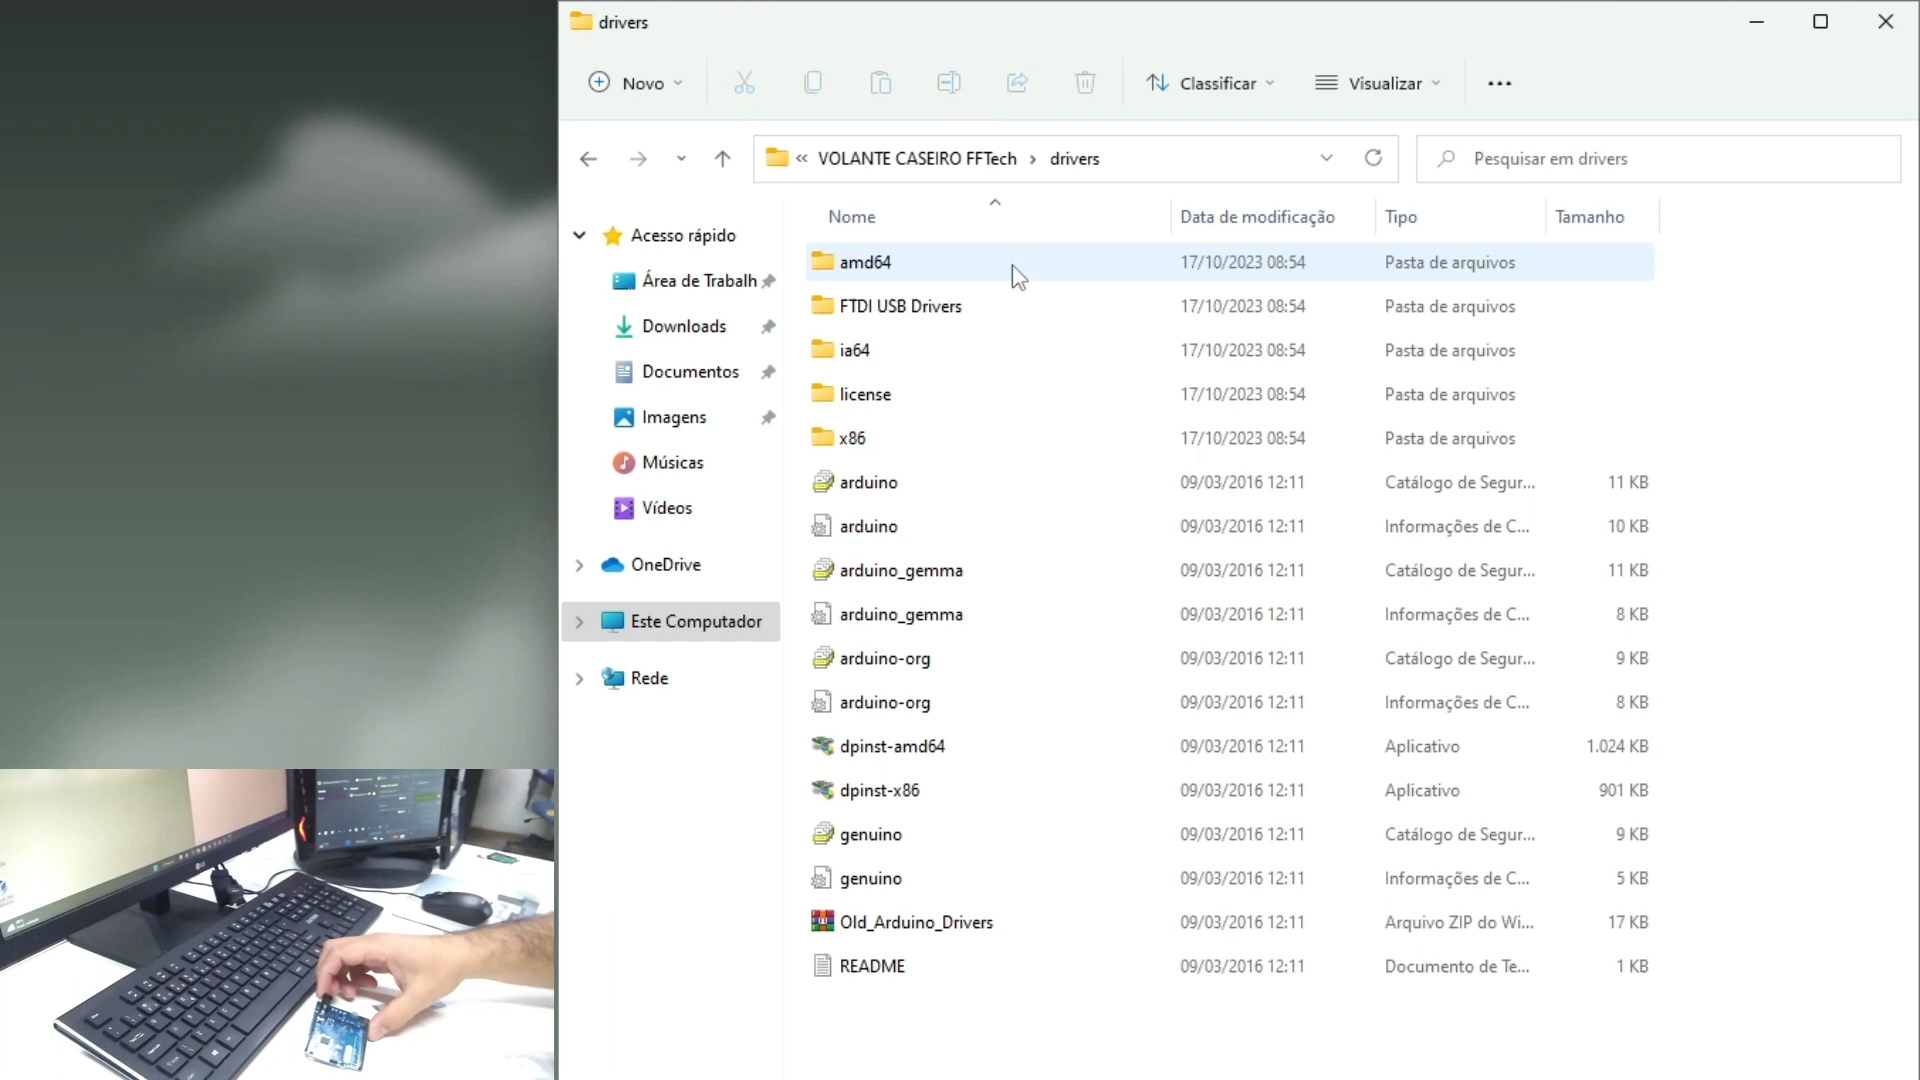 drivers
Novo
Classificar
Visualizar
« VOLANTE CASEIRO FFTech › drivers
Pesquisar em drivers
Nome Data de modificação Tipo Tamanho
Acesso rápido
Área de Trabalh
Downloads
Documentos
Imagens
Músicas
Vídeos
OneDrive
Este Computador
Rede
amd64 17/10/2023 08:54 Pasta de arquivos
FTDI USB Drivers 17/10/2023 08:54 Pasta de arquivos
ia64 17/10/2023 08:54 Pasta de arquivos
license 17/10/2023 08:54 Pasta de arquivos
x86 17/10/2023 08:54 Pasta de arquivos
arduino 09/03/2016 12:11 Catálogo de Segur... 11 KB
arduino 09/03/2016 12:11 Informações de C... 10 KB
arduino_gemma 09/03/2016 12:11 Catálogo de Segur... 11 KB
arduino_gemma 09/03/2016 12:11 Informações de C... 8 KB
arduino-org 09/03/2016 12:11 Catálogo de Segur... 9 KB
arduino-org 09/03/2016 12:11 Informações de C... 8 KB
dpinst-amd64 09/03/2016 12:11 Aplicativo 1.024 KB
dpinst-x86 09/03/2016 12:11 Aplicativo 901 KB
genuino 09/03/2016 12:11 Catálogo de Segur... 9 KB
genuino 09/03/2016 12:11 Informações de C... 5 KB
Old_Arduino_Drivers 09/03/2016 12:11 Arquivo ZIP do Wi... 17 KB
README 09/03/2016 12:11 Documento de Te... 1 KB
LG